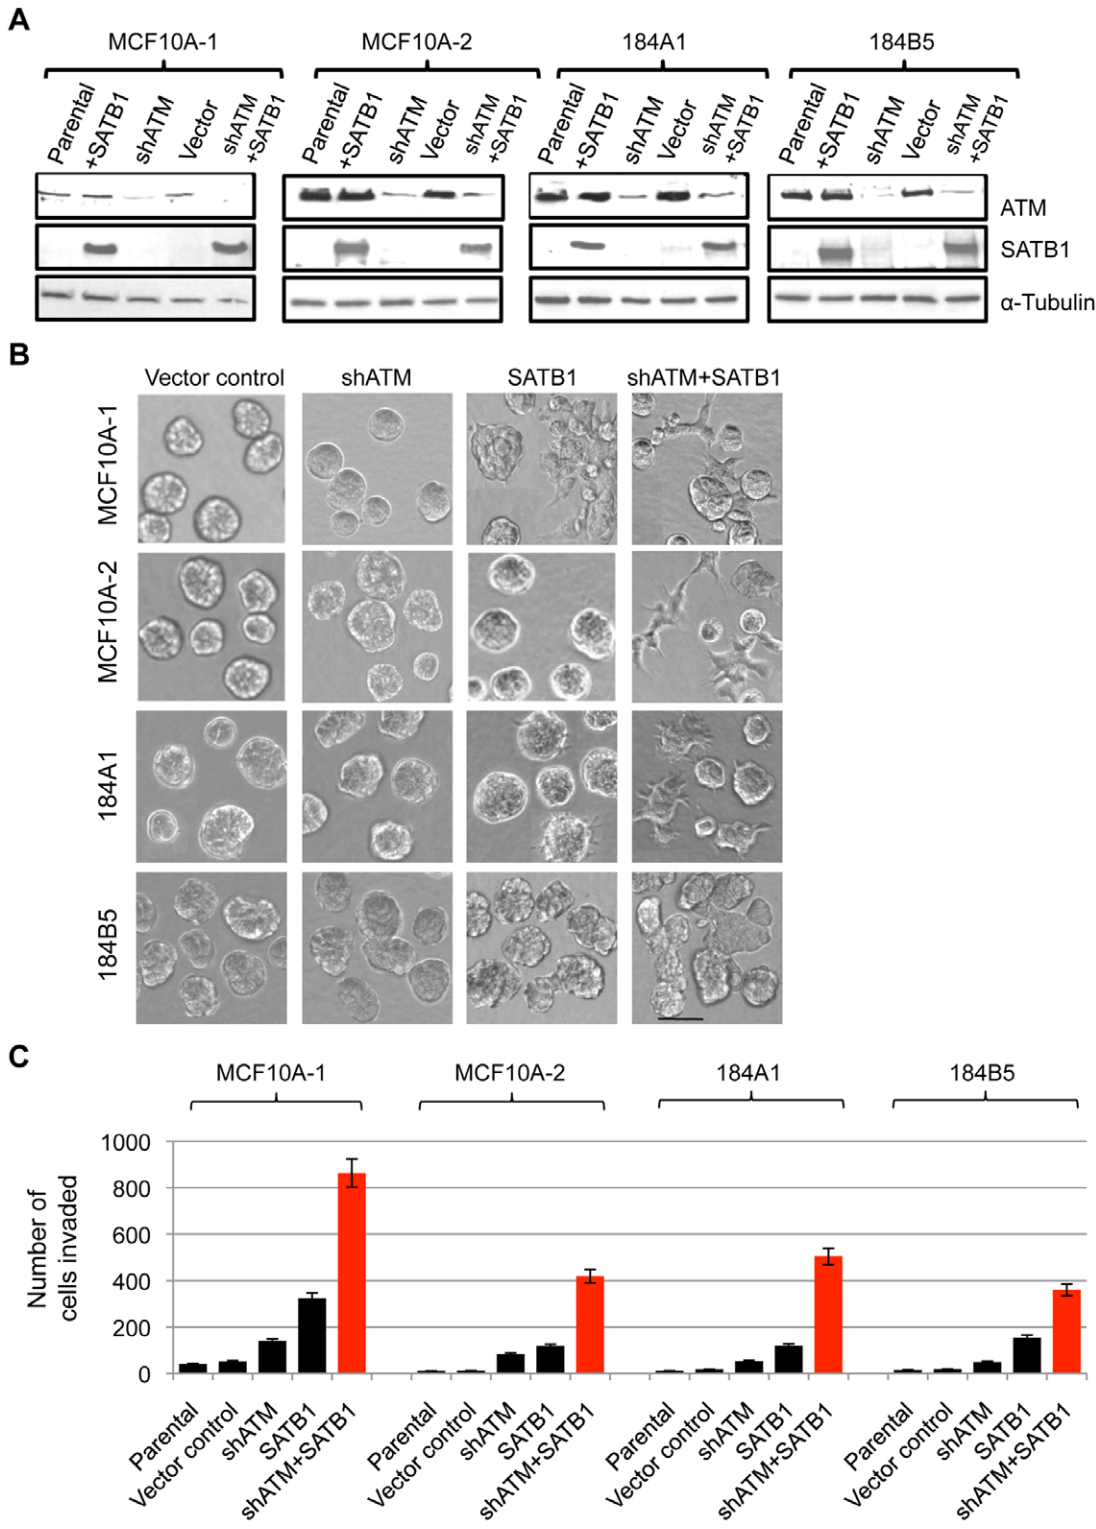 A
MCF10A-1 MCF10A-2 184A1 184B5
Parental +SATB1 shATM Vector shATM +SATB1 Parental +SATB1 shATM Vector shATM +SATB1 Parental +SATB1 shATM Vector shATM +SATB1 Parental +SATB1 shATM Vector shATM +SATB1
ATM
SATB1
α-Tubulin
B
Vector control shATM SATB1 shATM+SATB1
MCF10A-1
MCF10A-2
184A1
184B5
C
MCF10A-1 MCF10A-2 184A1 184B5
Number of
cells invaded
1000
800
600
400
200
0
Parental Vector control shATM SATB1 shATM+SATB1 Parental Vector control shATM SATB1 shATM+SATB1 Parental Vector control shATM SATB1 shATM+SATB1 Parental Vector control shATM SATB1 shATM+SATB1